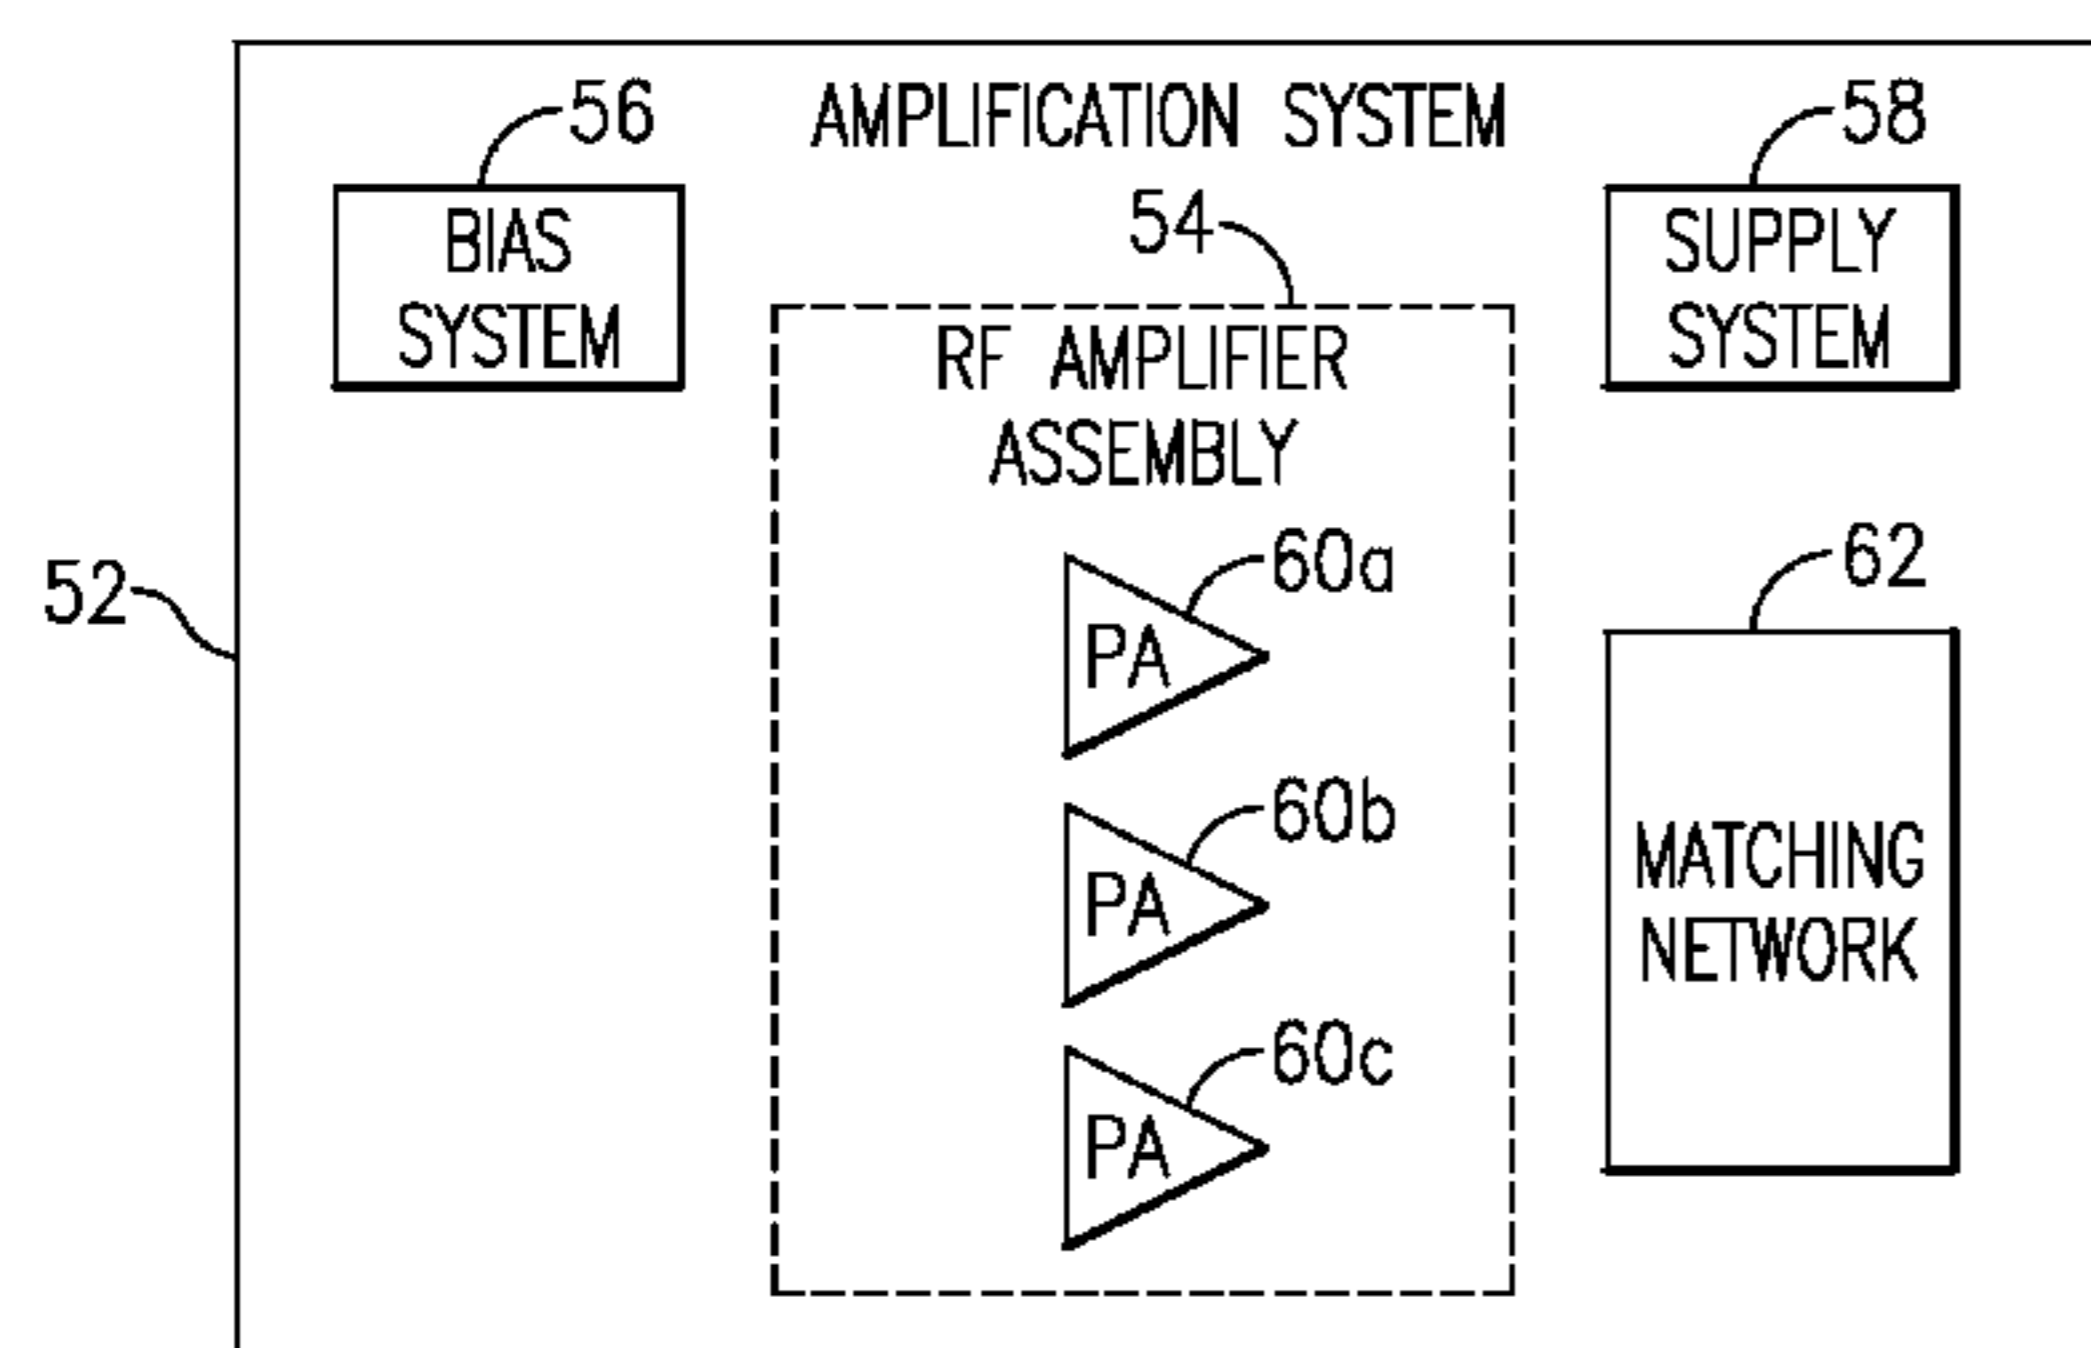 AMPLIFICATION SYSTEM
56
BIAS
SYSTEM
58
SUPPLY
SYSTEM
54
RF AMPLIFIER
ASSEMBLY
52
60a
PA
60b
PA
60c
PA
62
MATCHING
NETWORK